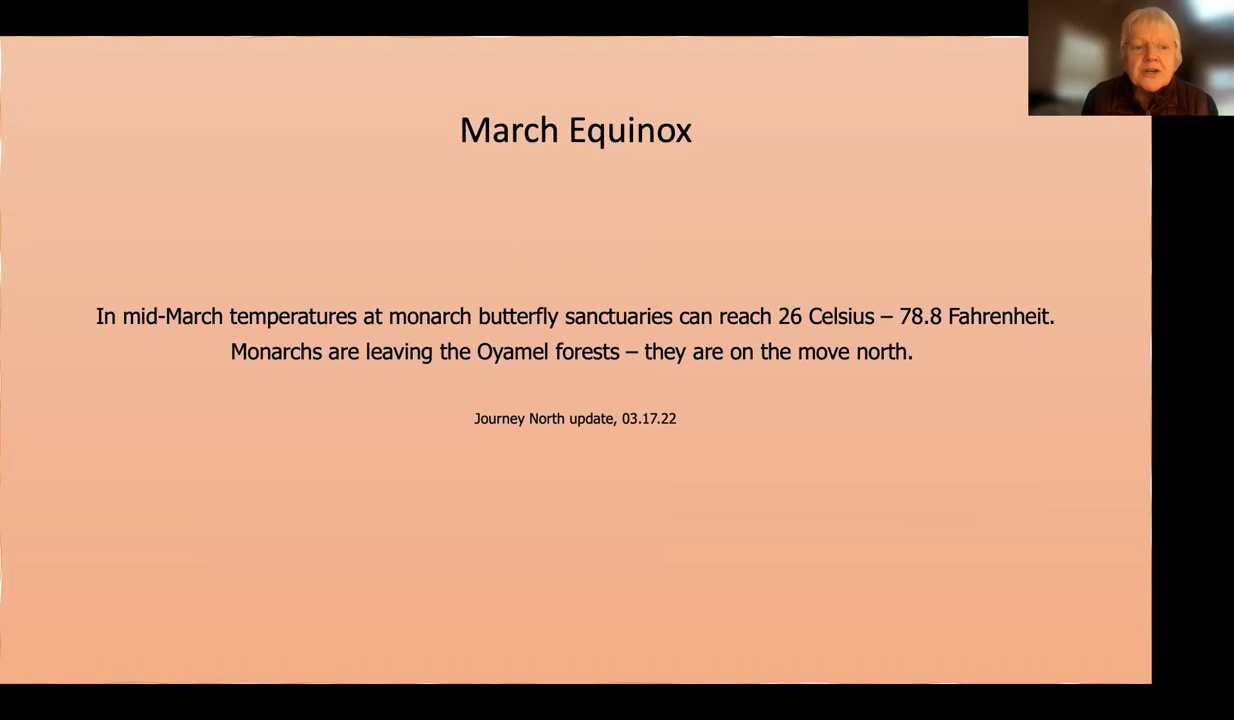 March Equinox
In mid-March temperatures at monarch butterfly sanctuaries can reach 26 Celsius – 78.8 Fahrenheit.
Monarchs are leaving the Oyamel forests – they are on the move north.
Journey North update, 03.17.22